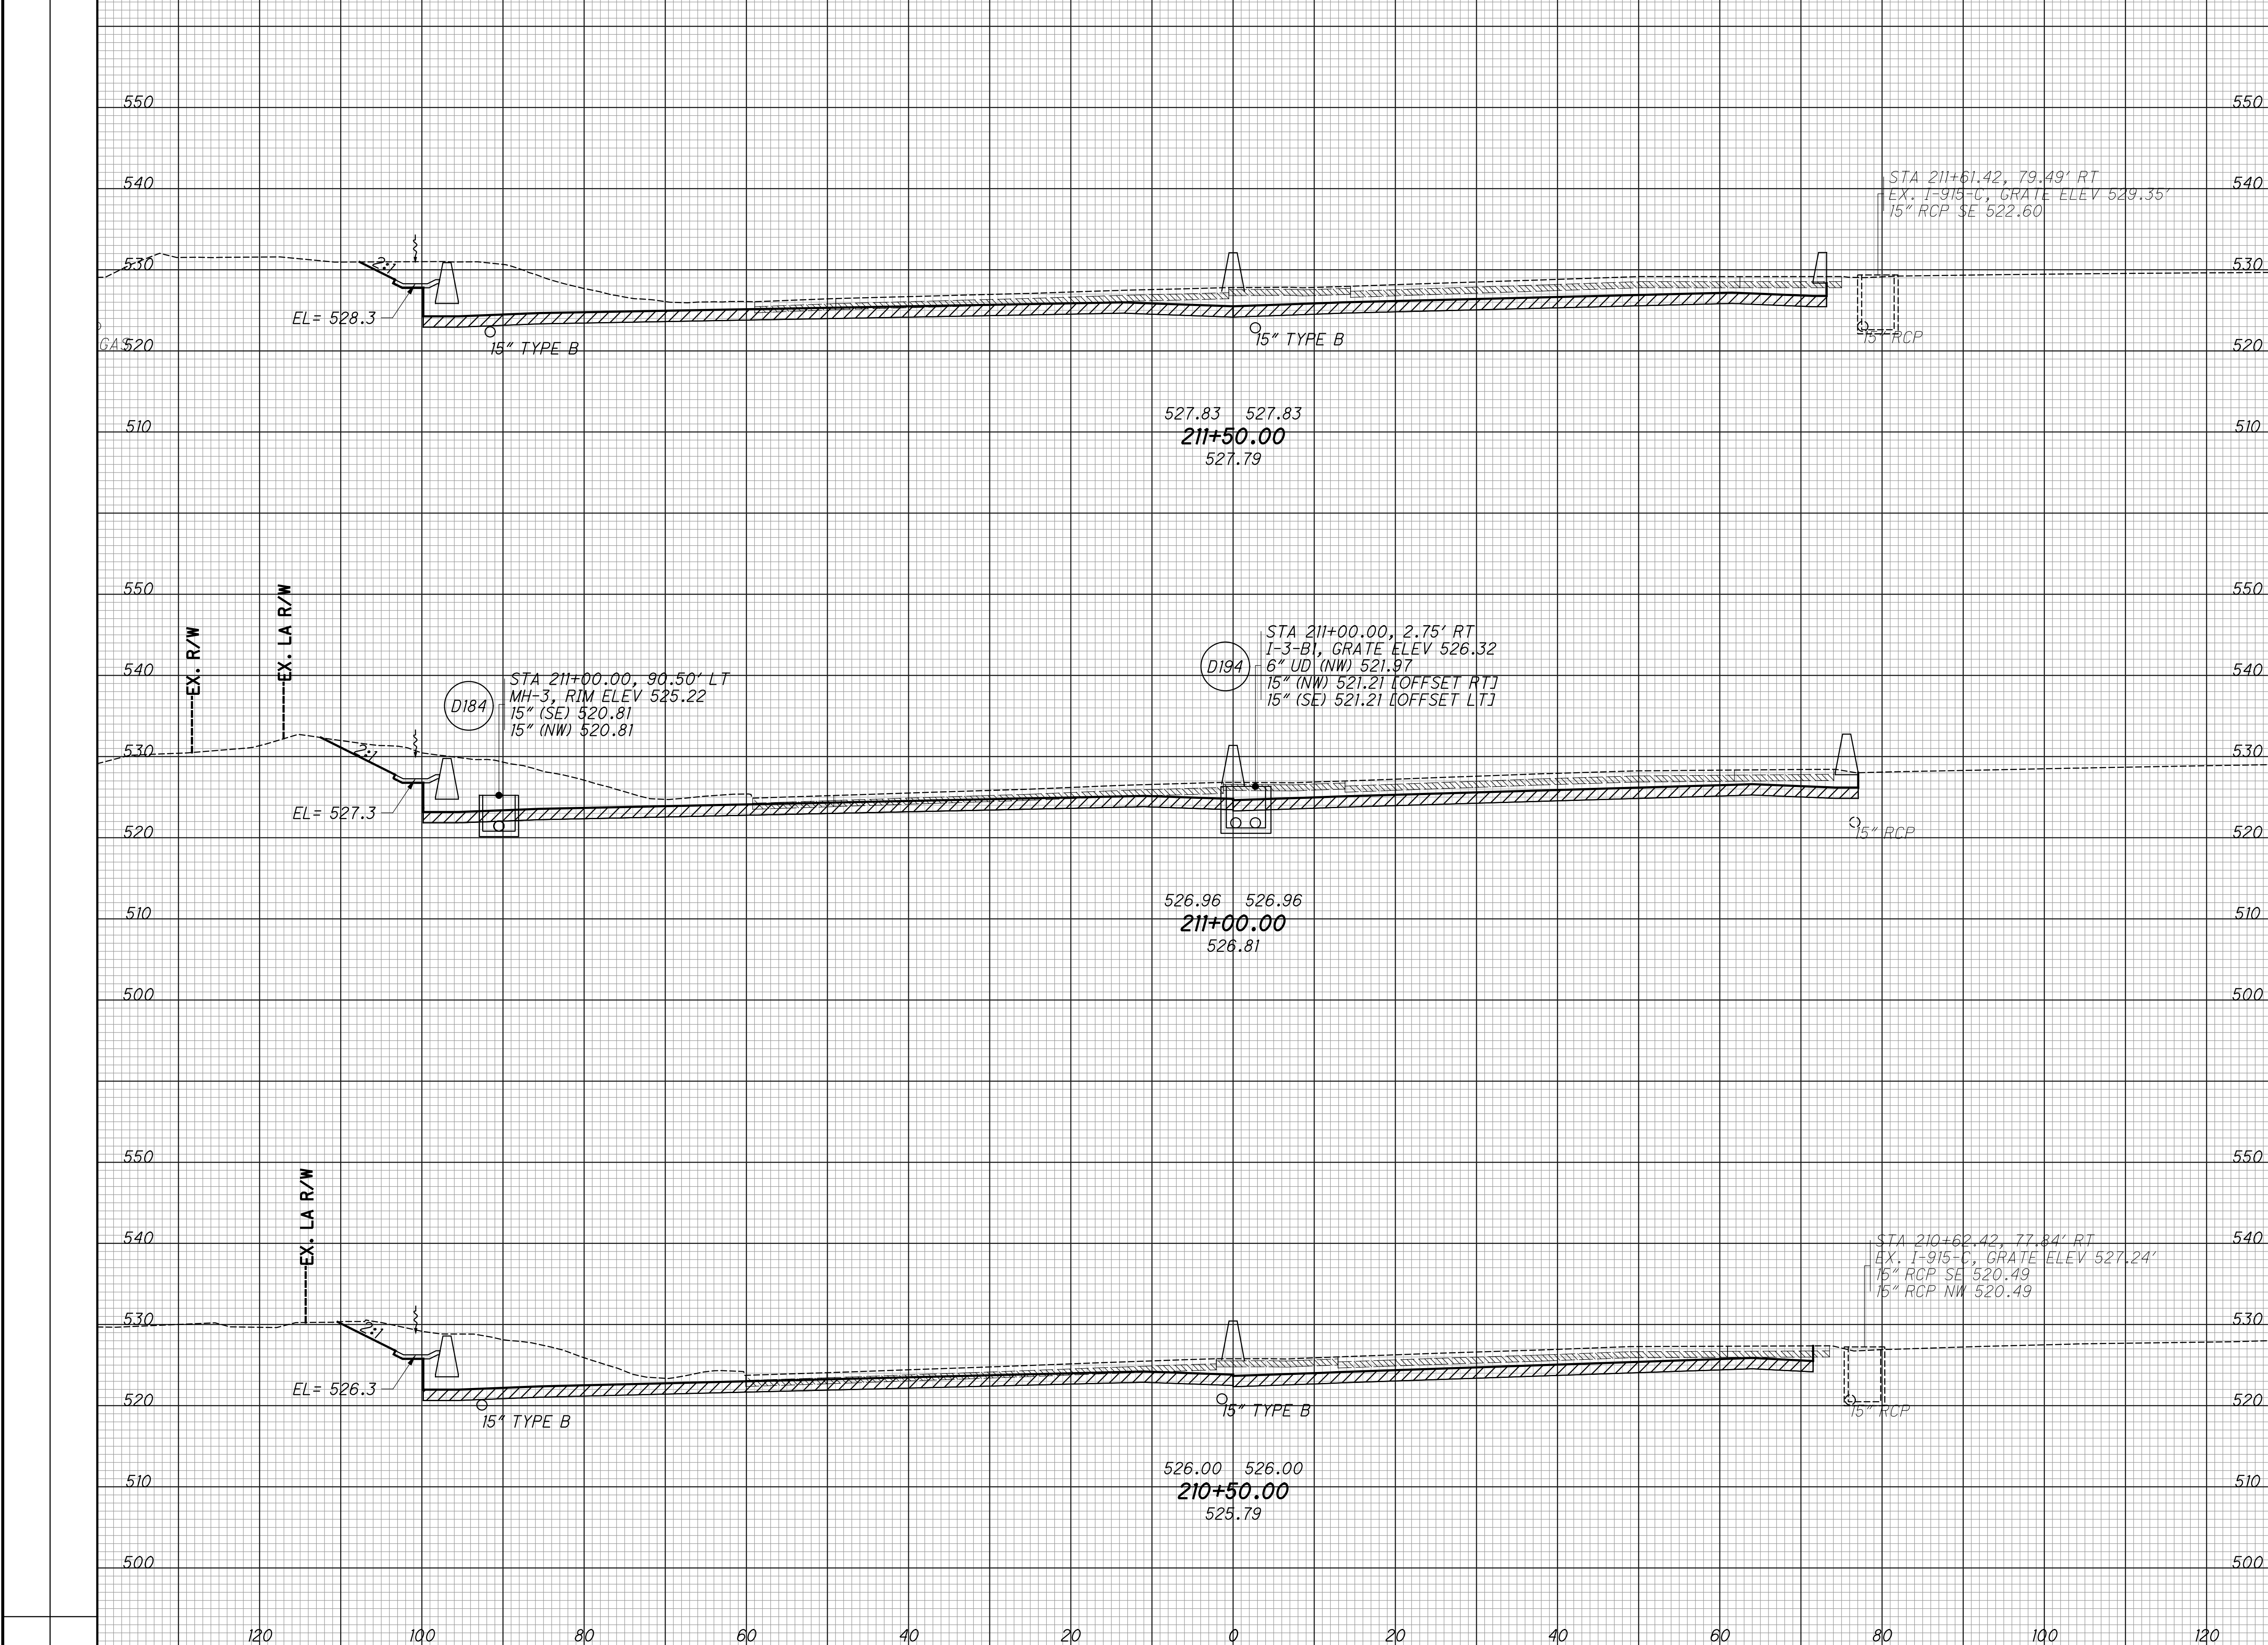 550 550
540 540
STA 211+61.42, 79.49' RT
EX. I-915-C, GRATE ELEV 529.35'
15" RCP SE 522.60
530 530
2:1
EL= 528.3
GAS
520 520
15" TYPE B
15" TYPE B
15" RCP
510 510
527.83 527.83
211+50.00
527.79
550 550
EX. R/W
EX. LA R/W
540 540
D184
STA 211+00.00, 90.50' LT
MH-3, RIM ELEV 525.22
15" (SE) 520.81
15" (NW) 520.81
D194
STA 211+00.00, 2.75' RT
I-3-B1, GRATE ELEV 526.32
6" UD (NW) 521.97
15" (NW) 521.21 [OFFSET RT]
15" (SE) 521.21 [OFFSET LT]
530 530
2:1
EL= 527.3
520 520
15" RCP
510 510
526.96 526.96
211+00.00
526.81
500 500
550 550
EX. LA R/W
540 540
STA 210+62.42, 77.84' RT
EX. I-915-C, GRATE ELEV 527.24'
15" RCP SE 520.49
15" RCP NW 520.49
530 530
2:1
EL= 526.3
520 520
15" TYPE B
15" TYPE B
15" RCP
510 510
526.00 526.00
210+50.00
525.79
500 500
120 100 80 60 40 20 0 20 40 60 80 100 120